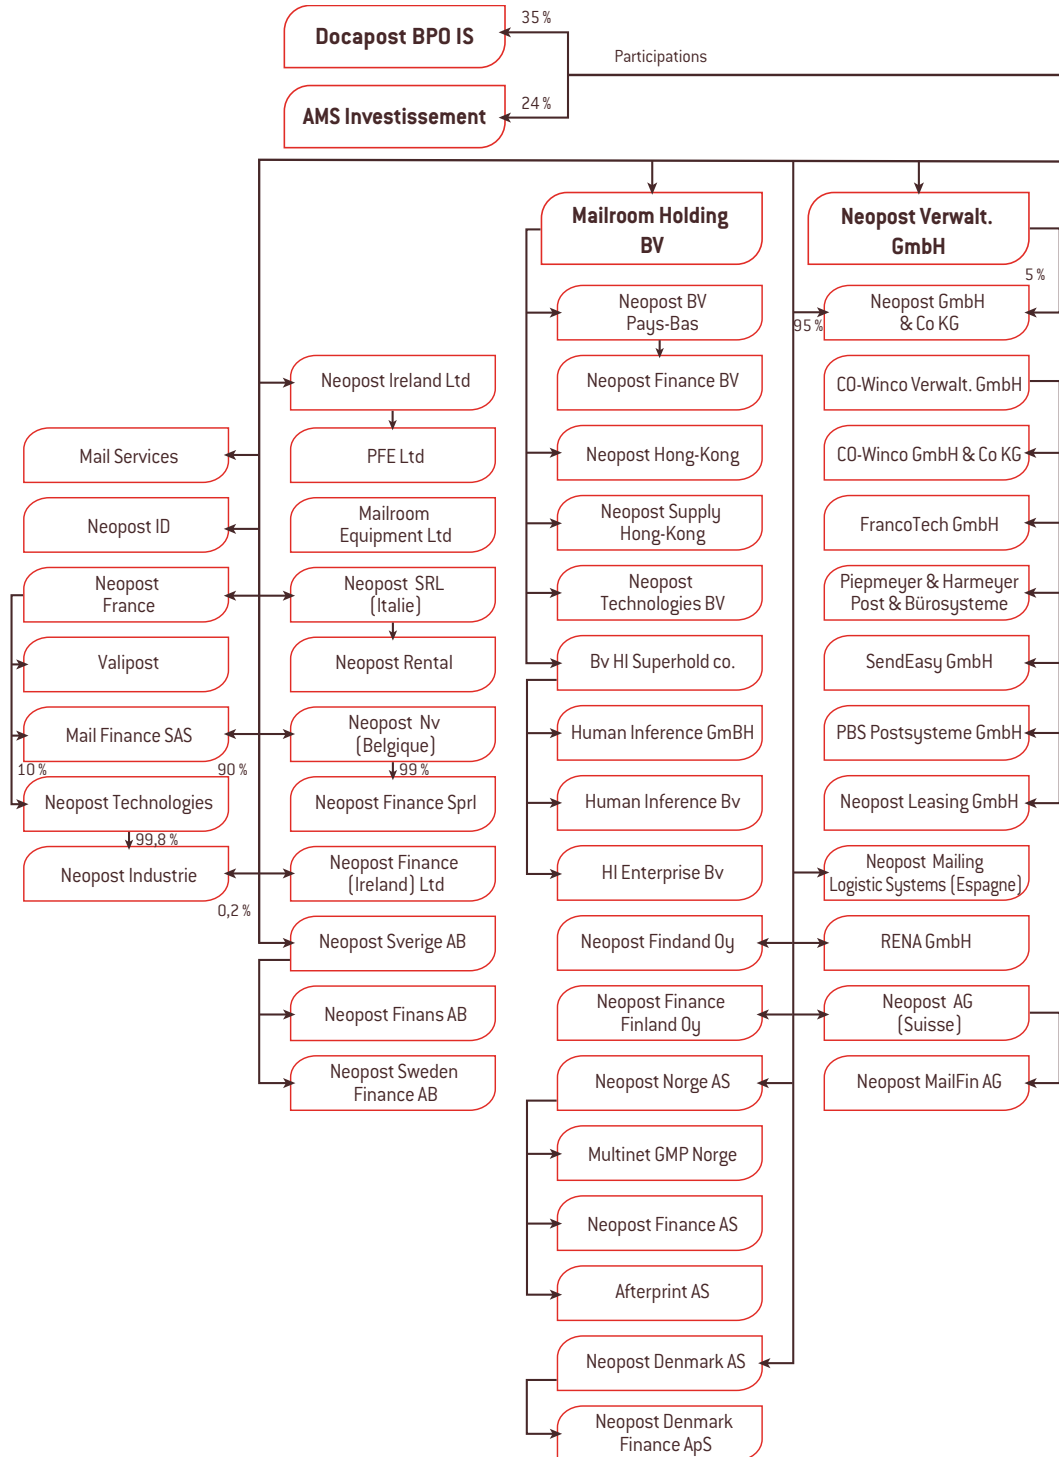 Docapost BPO IS
35 %
Participations
AMS Investissement
24 %
Mailroom Holding
BV
Neopost Verwalt.
GmbH
5 %
Neopost BV
Pays-Bas
95 %
Neopost GmbH
& Co KG
Neopost Ireland Ltd
Neopost Finance BV
CO-Winco Verwalt. GmbH
Mail Services
PFE Ltd
Neopost Hong-Kong
CO-Winco GmbH & Co KG
Neopost ID
Mailroom
Equipment Ltd
Neopost Supply
Hong-Kong
FrancoTech GmbH
Neopost
France
Neopost SRL
(Italie)
Neopost
Technologies BV
Piepmeyer & Harmeyer
Post & Bürosysteme
Valipost
Neopost Rental
Bv HI Superhold co.
SendEasy GmbH
Mail Finance SAS
Neopost Nv
(Belgique)
Human Inference GmBH
PBS Postsysteme GmbH
10 %
90 %
99 %
Neopost Technologies
Neopost Finance Sprl
Human Inference Bv
Neopost Leasing GmbH
99,8 %
Neopost Industrie
Neopost Finance
(Ireland) Ltd
HI Enterprise Bv
Neopost Mailing
Logistic Systems (Espagne)
0,2 %
Neopost Sverige AB
Neopost Findand Oy
RENA GmbH
Neopost Finans AB
Neopost Finance
Finland Oy
Neopost AG
(Suisse)
Neopost Sweden
Finance AB
Neopost Norge AS
Neopost MailFin AG
Multinet GMP Norge
Neopost Finance AS
Afterprint AS
Neopost Denmark AS
Neopost Denmark
Finance ApS